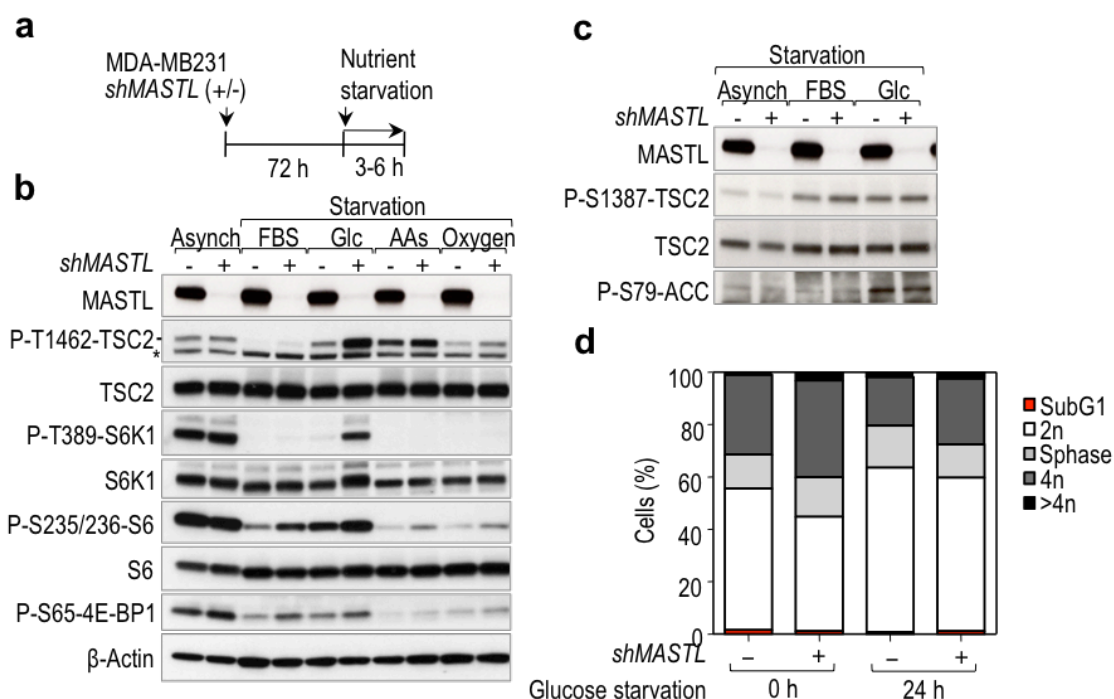 a
MDA-MB231
shMASTL (+/-)
Nutrient
starvation
72 h
3-6 h
b
Starvation
Asynch FBS Glc AAs Oxygen
shMASTL - + - + - + - + - +
MASTL
P-T1462-TSC2-
*
TSC2
P-T389-S6K1
S6K1
P-S235/236-S6
S6
P-S65-4E-BP1
β-Actin
c
Starvation
Asynch FBS Glc
shMASTL - + - + - +
MASTL
P-S1387-TSC2
TSC2
P-S79-ACC
d
100
80
60
40
20
0
Cells (%)
SubG1
2n
Sphase
4n
>4n
shMASTL − + − +
Glucose starvation 0 h 24 h